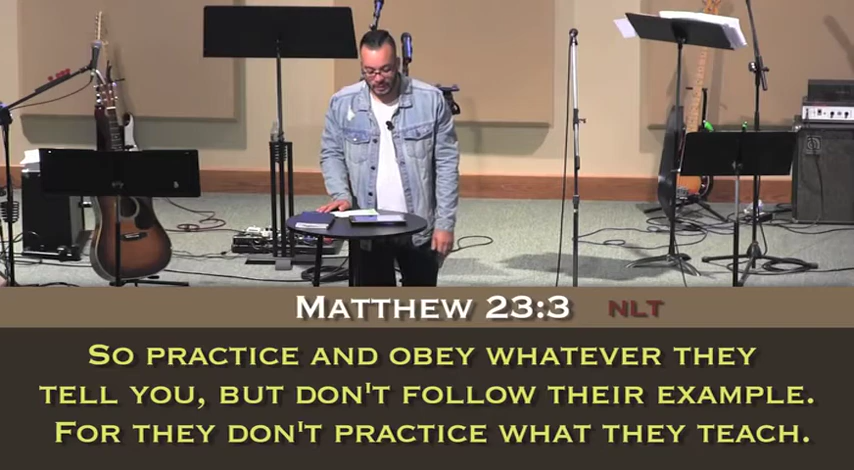 MATTHEW 23:3 NLT
SO PRACTICE AND OBEY WHATEVER THEY
TELL YOU, BUT DON'T FOLLOW THEIR EXAMPLE.
FOR THEY DON'T PRACTICE WHAT THEY TEACH.